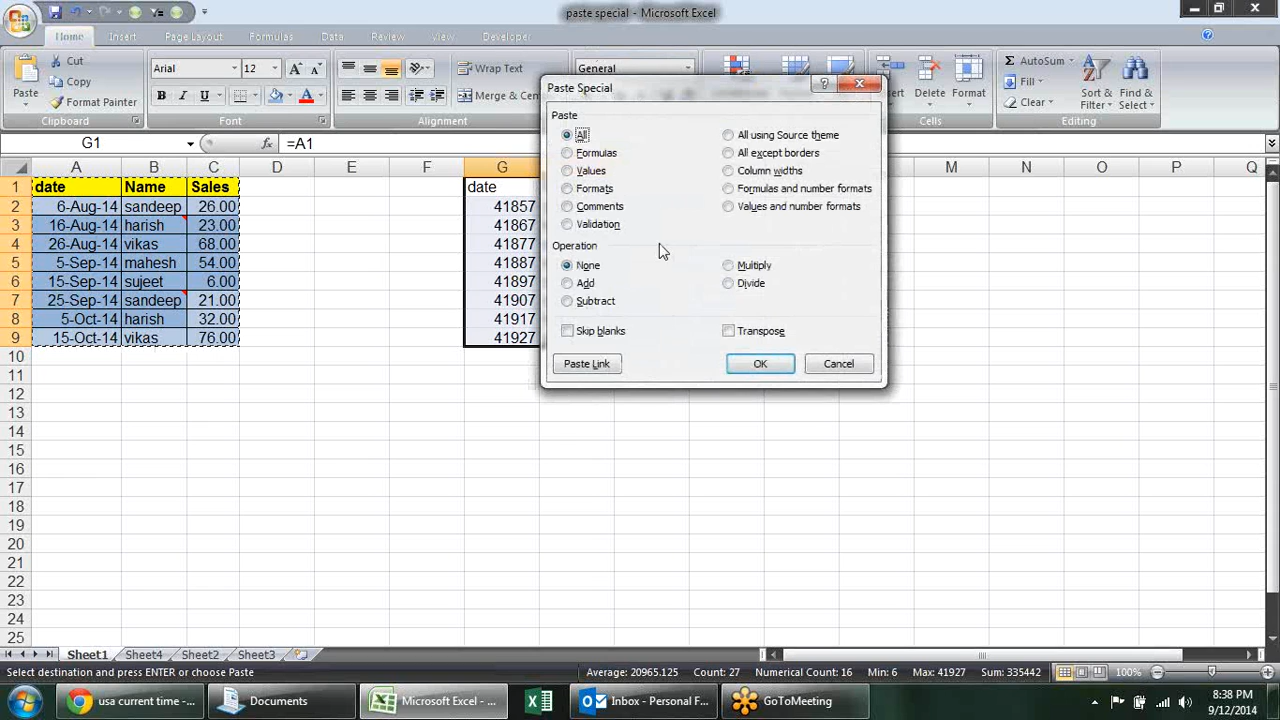 paste special - Microsoft Excel
Home Insert Page Layout Formulas Data Review View Developer
Paste
Cut
Copy
Format Painter
Clipboard
Arial 12
B I U
Font
Wrap Text
Merge & Cen
Alignment
General
Insert Delete Format
Cells
AutoSum
Fill
Clear
Sort & Filter
Find & Select
Editing
G1 fx =A1
A B C D E F G M N O P Q
1 date Name Sales date
2 6-Aug-14 sandeep 26.00 41857
3 16-Aug-14 harish 23.00 41867
4 26-Aug-14 vikas 68.00 41877
5 5-Sep-14 mahesh 54.00 41887
6 15-Sep-14 sujeet 6.00 41897
7 25-Sep-14 sandeep 21.00 41907
8 5-Oct-14 harish 32.00 41917
9 15-Oct-14 vikas 76.00 41927
10
11
12
13
14
15
16
17
18
19
20
21
22
23
24
25
Paste Special
Paste
All All using Source theme
Formulas All except borders
Values Column widths
Formats Formulas and number formats
Comments Values and number formats
Validation
Operation
None Multiply
Add Divide
Subtract
Skip blanks Transpose
Paste Link OK Cancel
Sheet1 Sheet4 Sheet2 Sheet3
Select destination and press ENTER or choose Paste Average: 20965.125 Count: 27 Numerical Count: 16 Min: 6 Max: 41927 Sum: 335442 100%
usa current time -... Documents Microsoft Excel - ... Inbox - Personal F... GoToMeeting
8:38 PM
9/12/2014